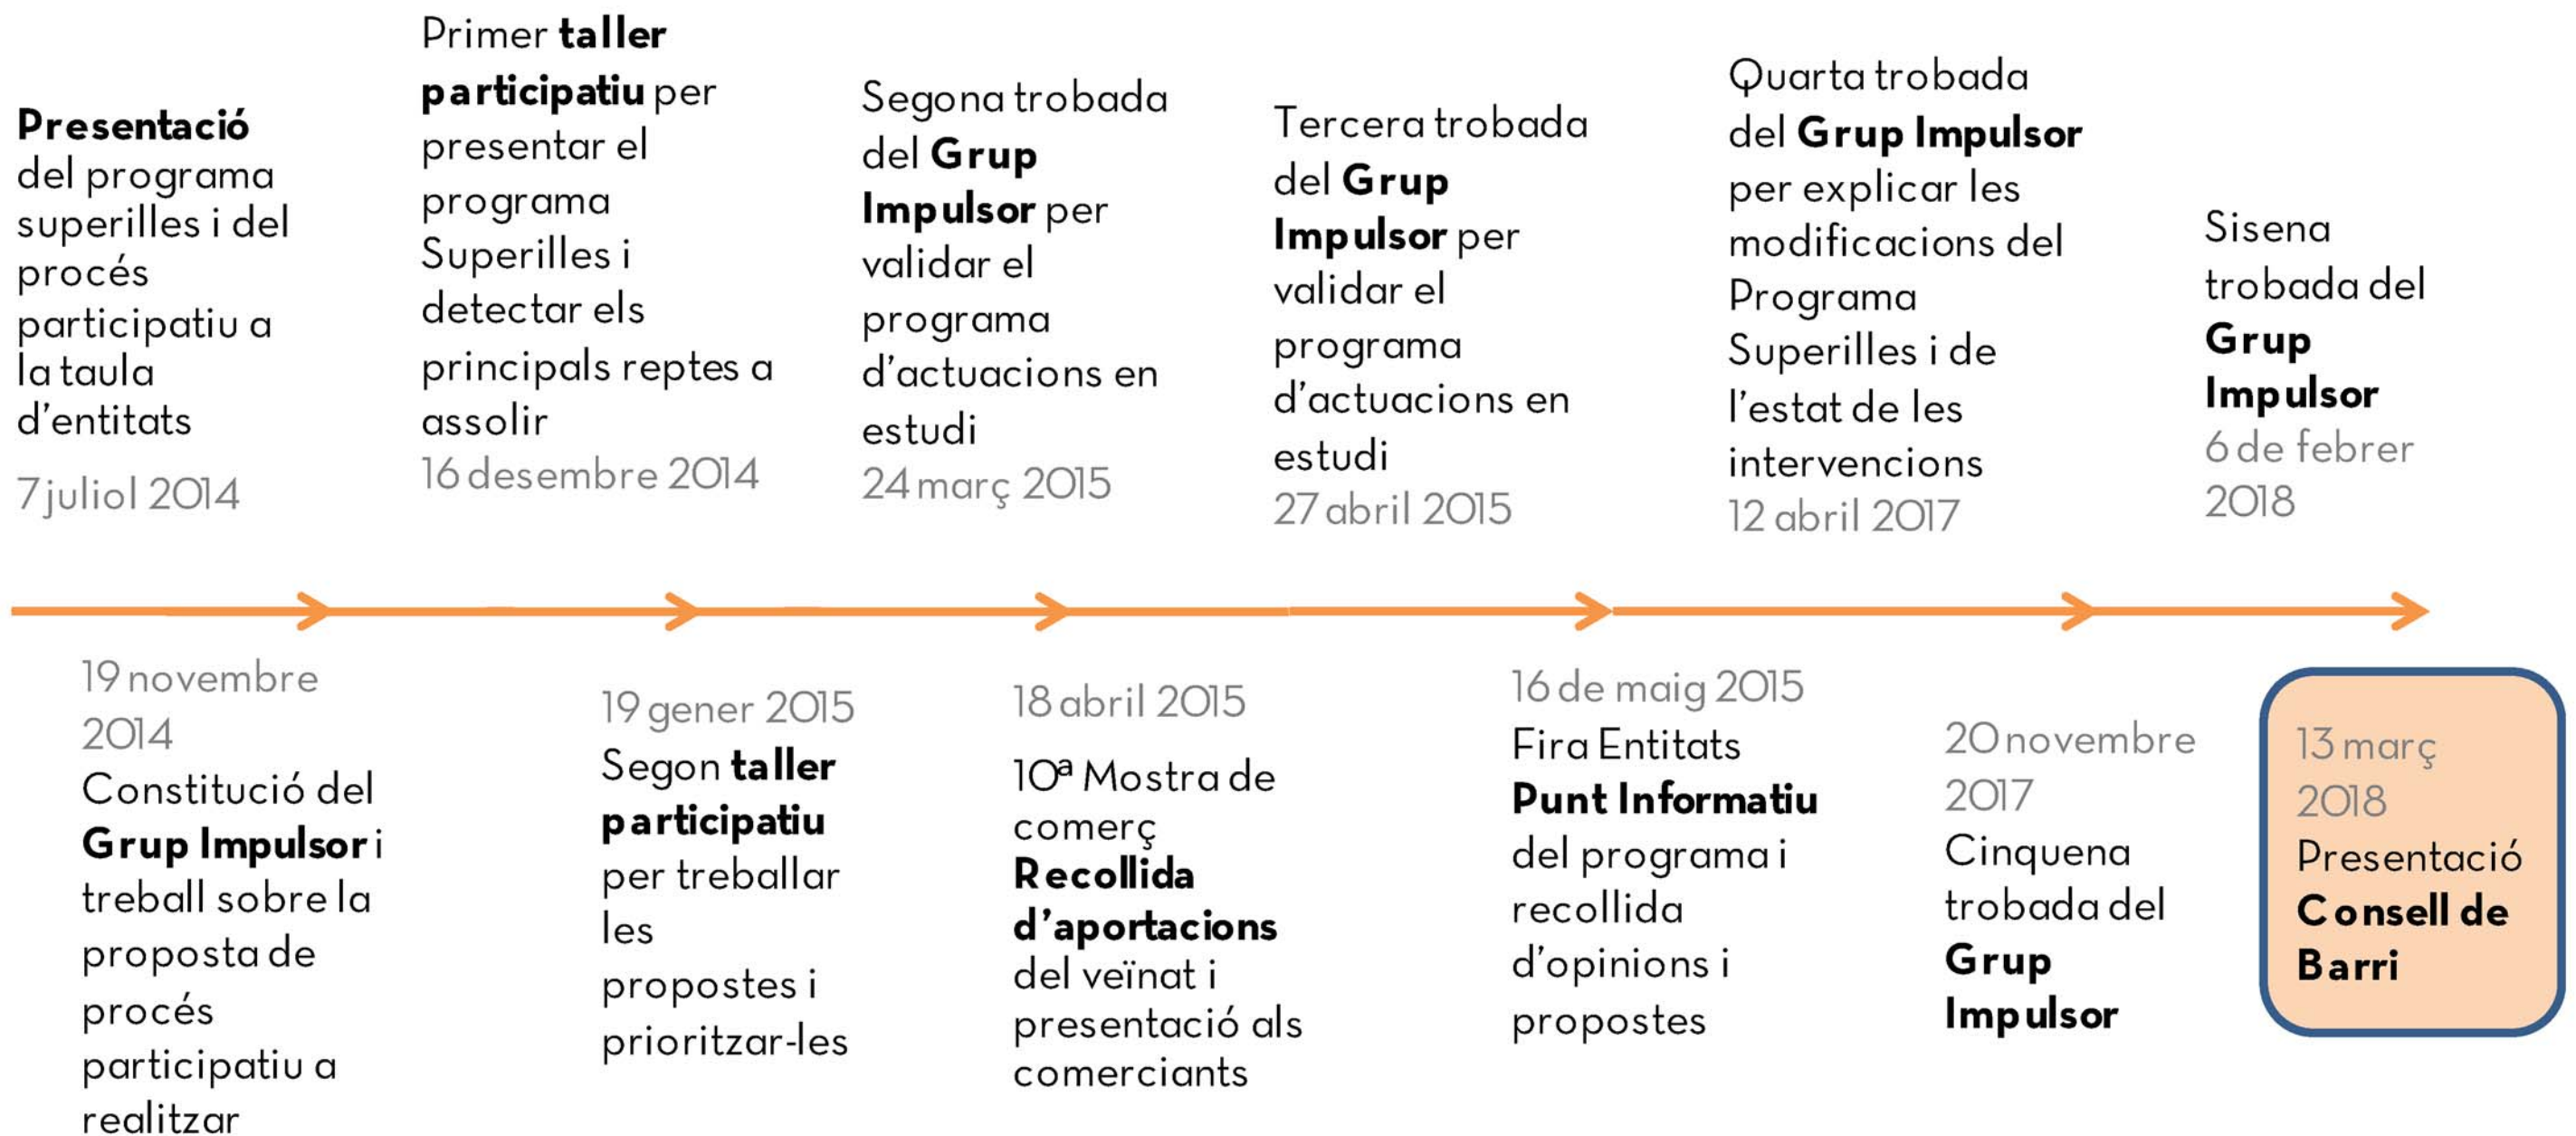 Presentació
del programa
superilles i del
procés
participatiu a
la taula
d'entitats
7 juliol 2014
Primer taller
participatiu per
presentar el
programa
Superilles i
detectar els
principals reptes a
assolir
16 desembre 2014
Segona trobada
del Grup
Impulsor per
validar el
programa
d'actuacions en
estudi
24 març 2015
Tercera trobada
del Grup
Impulsor per
validar el
programa
d'actuacions en
estudi
27 abril 2015
Quarta trobada
del Grup Impulsor
per explicar les
modificacions del
Programa
Superilles i de
l'estat de les
intervencions
12 abril 2017
Sisena
trobada del
Grup
Impulsor
6 de febrer
2018
19 novembre
2014
Constitució del
Grup Impulsor i
treball sobre la
proposta de
procés
participatiu a
realitzar
19 gener 2015
Segon taller
participatiu
per treballar
les
propostes i
prioritzar-les
18 abril 2015
10ª Mostra de
comerç
Recollida
d'aportacions
del veïnat i
presentació als
comerciants
16 de maig 2015
Fira Entitats
Punt Informatiu
del programa i
recollida
d'opinions i
propostes
20 novembre
2017
Cinquena
trobada del
Grup
Impulsor
13 març
2018
Presentació
Consell de
Barri